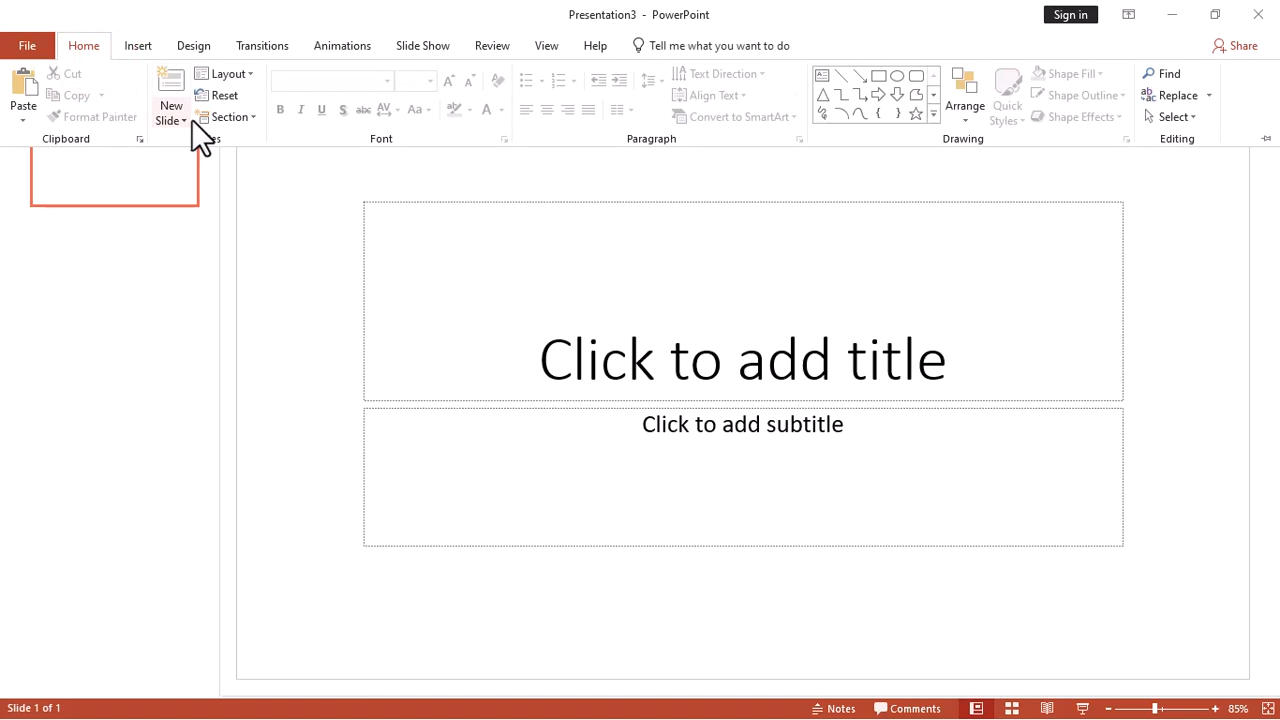 Presentation3 - PowerPoint
Sign in
File Home Insert Design Transitions Animations Slide Show Review View Help Tell me what you want to do Share
Paste
Cut
Copy
Format Painter
Clipboard
New
Slide
Layout
Reset
Section
B I U S abc AV Aa A
Font
Text Direction
Align Text
Convert to SmartArt
Paragraph
Arrange
Quick
Styles
Shape Fill
Shape Outline
Shape Effects
Drawing
Find
Replace
Select
Editing
Click to add title
Click to add subtitle
Slide 1 of 1
Notes
Comments
85%